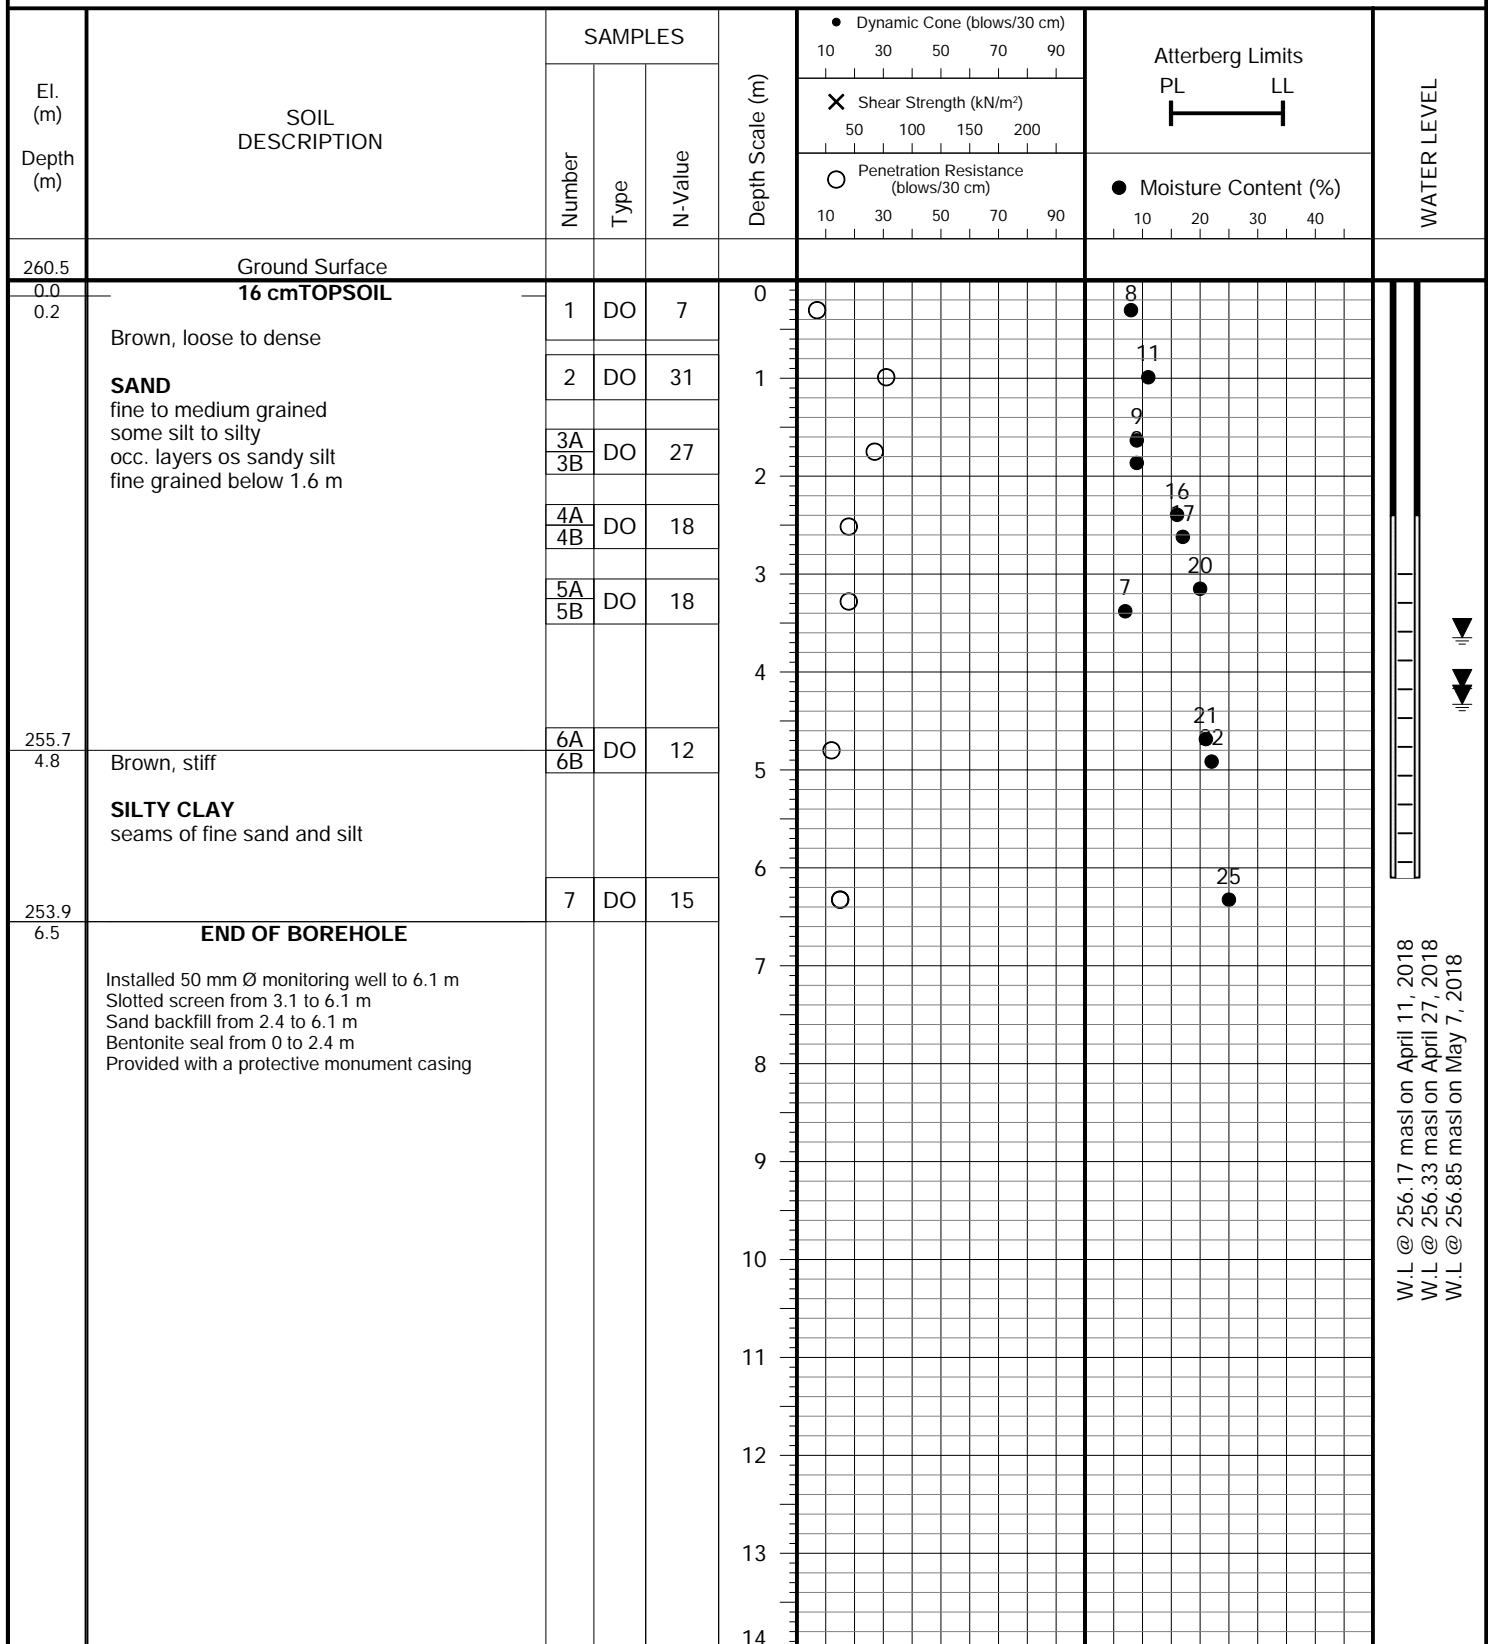 El.
(m)
Depth
(m)
SOIL
DESCRIPTION
SAMPLES
Number
Type
N-Value
Depth Scale (m)
Dynamic Cone (blows/30 cm)
10 30 50 70 90
Shear Strength (kN/m²)
50 100 150 200
Penetration Resistance
(blows/30 cm)
10 30 50 70 90
Atterberg Limits
PL LL
Moisture Content (%)
10 20 30 40
WATER LEVEL
260.5 Ground Surface
0.0 16 cmTOPSOIL
0.2
Brown, loose to dense
SAND
fine to medium grained
some silt to silty
occ. layers os sandy silt
fine grained below 1.6 m
255.7
4.8 Brown, stiff
SILTY CLAY
seams of fine sand and silt
253.9
6.5 END OF BOREHOLE
Installed 50 mm Ø monitoring well to 6.1 m
Slotted screen from 3.1 to 6.1 m
Sand backfill from 2.4 to 6.1 m
Bentonite seal from 0 to 2.4 m
Provided with a protective monument casing
1 DO 7
2 DO 31
3A
3B DO 27
4A
4B DO 18
5A
5B DO 18
6A
6B DO 12
7 DO 15
0
1
2
3
4
5
6
7
8
9
10
11
12
13
14
8
11
9
16
17
20
7
21
22
25
W.L @ 256.17 masl on April 11, 2018
W.L @ 256.33 masl on April 27, 2018
W.L @ 256.85 masl on May 7, 2018